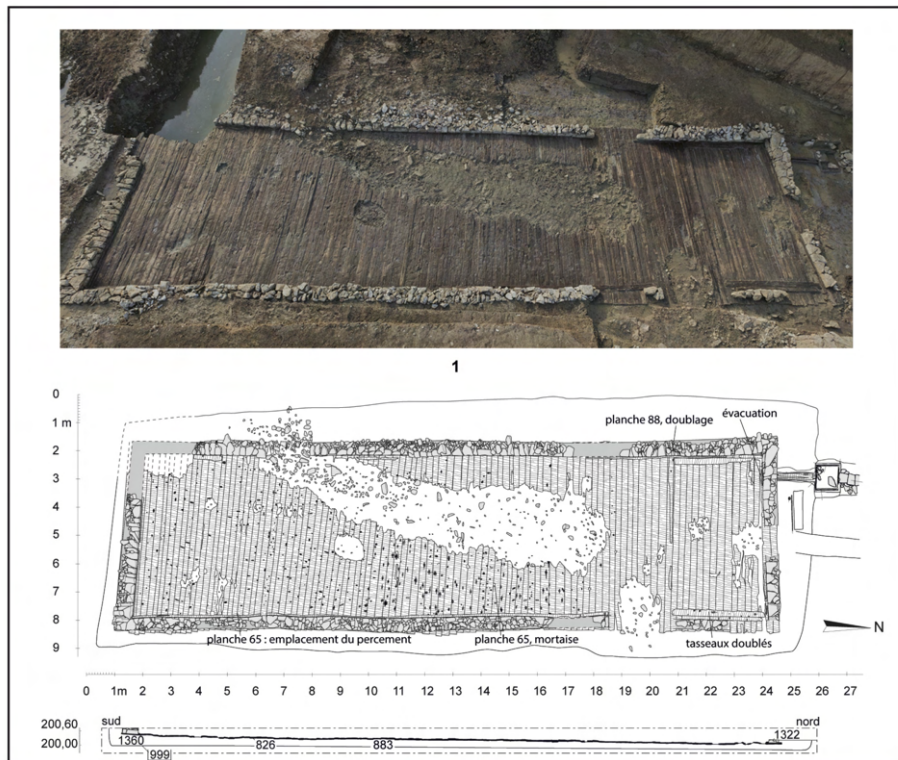 1
0
1 m
2
3
4
5
6
7
8
9
planche 88, doublage
évacuation
planche 65 : emplacement du percement
planche 65, mortaise
tasseaux doublés
N
0 1m 2 3 4 5 6 7 8 9 10 11 12 13 14 15 16 17 18 19 20 21 22 23 24 25 26 27
200,60
200,00
sud
nord
1360
999
826
883
1322